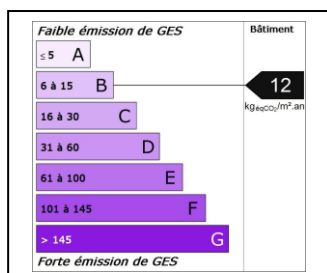 Faible émission de GES
Bâtiment
≤ 5 A
6 à 15 B
12
kgéqCO₂/m².an
16 à 30 C
31 à 60 D
61 à 100 E
101 à 145 F
> 145 G
Forte émission de GES